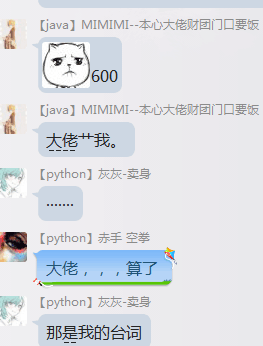 【java】MIMIMI--本心大佬财团门口要饭
600
【java】MIMIMI--本心大佬财团门口要饭
大佬艹我。
【python】灰灰-卖身
.......
【python】赤手 空拳
大佬，，，算了
【python】灰灰-卖身
那是我的台词